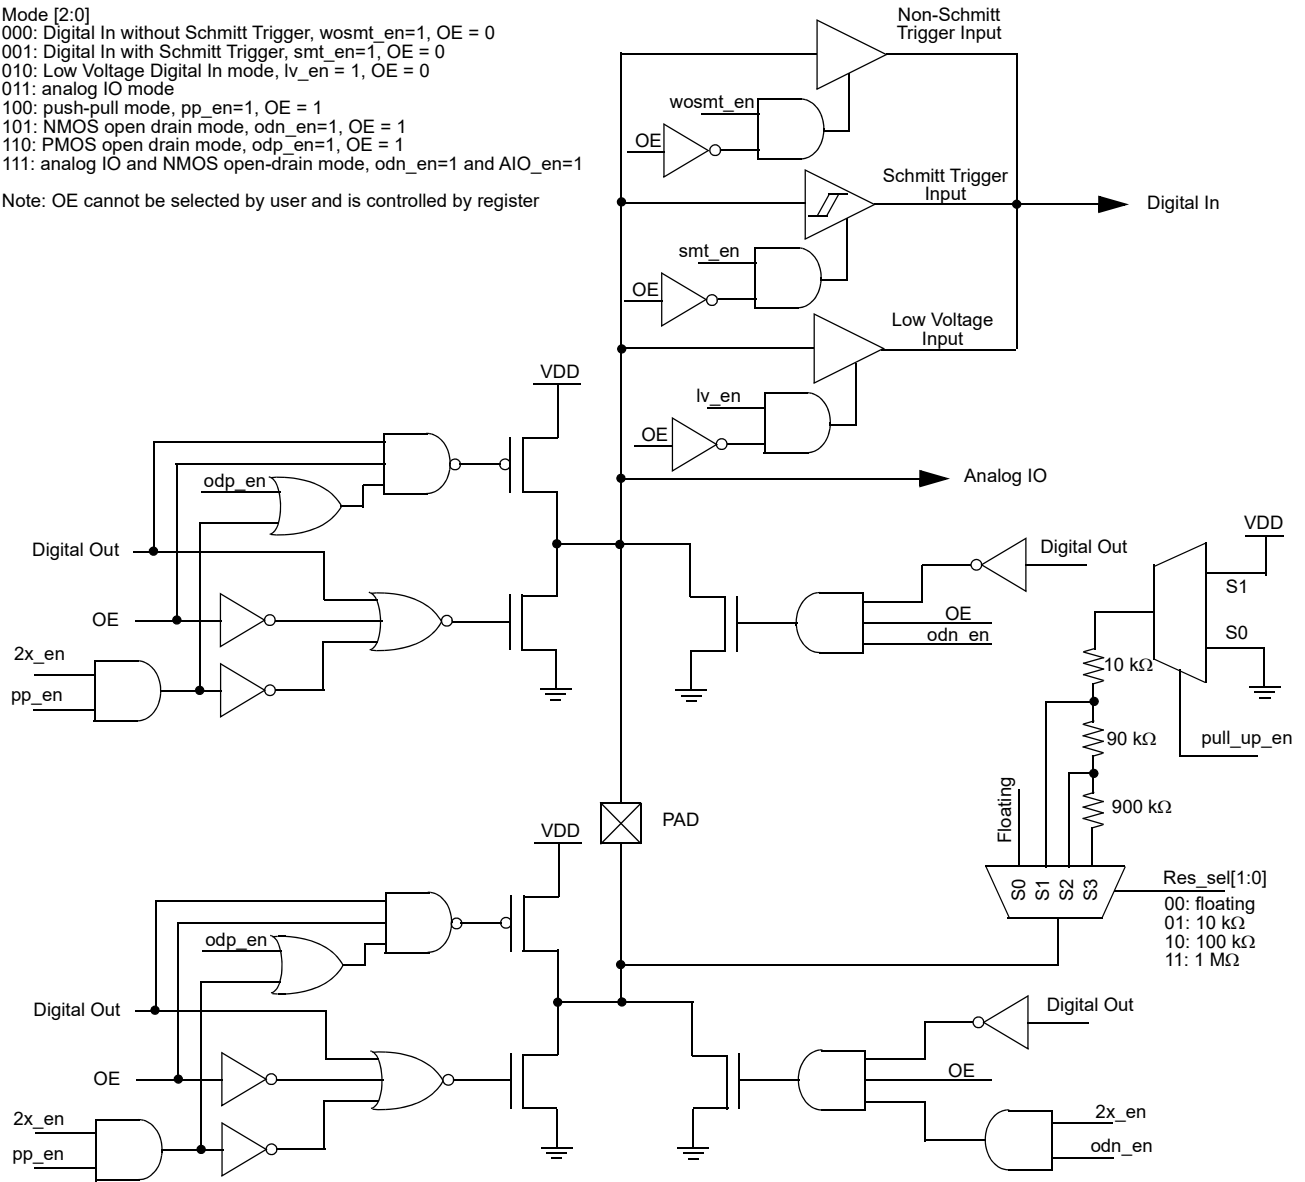 Mode [2:0]
000: Digital In without Schmitt Trigger, wosmt_en=1, OE = 0
001: Digital In with Schmitt Trigger, smt_en=1, OE = 0
010: Low Voltage Digital In mode, lv_en = 1, OE = 0
011: analog IO mode
100: push-pull mode, pp_en=1, OE = 1
101: NMOS open drain mode, odn_en=1, OE = 1
110: PMOS open drain mode, odp_en=1, OE = 1
111: analog IO and NMOS open-drain mode, odn_en=1 and AIO_en=1
Note: OE cannot be selected by user and is controlled by register
Non-Schmitt
Trigger Input
wosmt_en
OE
Schmitt Trigger
Input
Digital In
smt_en
OE
Low Voltage
Input
lv_en
OE
Analog IO
VDD
odp_en
Digital Out
OE
2x_en
pp_en
Digital Out
OE
odn_en
VDD
S1
S0
10 kΩ
90 kΩ
900 kΩ
pull_up_en
Floating
S0
S1
S2
S3
Res_sel[1:0]
00: floating
01: 10 kΩ
10: 100 kΩ
11: 1 MΩ
PAD
VDD
odp_en
Digital Out
OE
2x_en
pp_en
Digital Out
OE
2x_en
odn_en